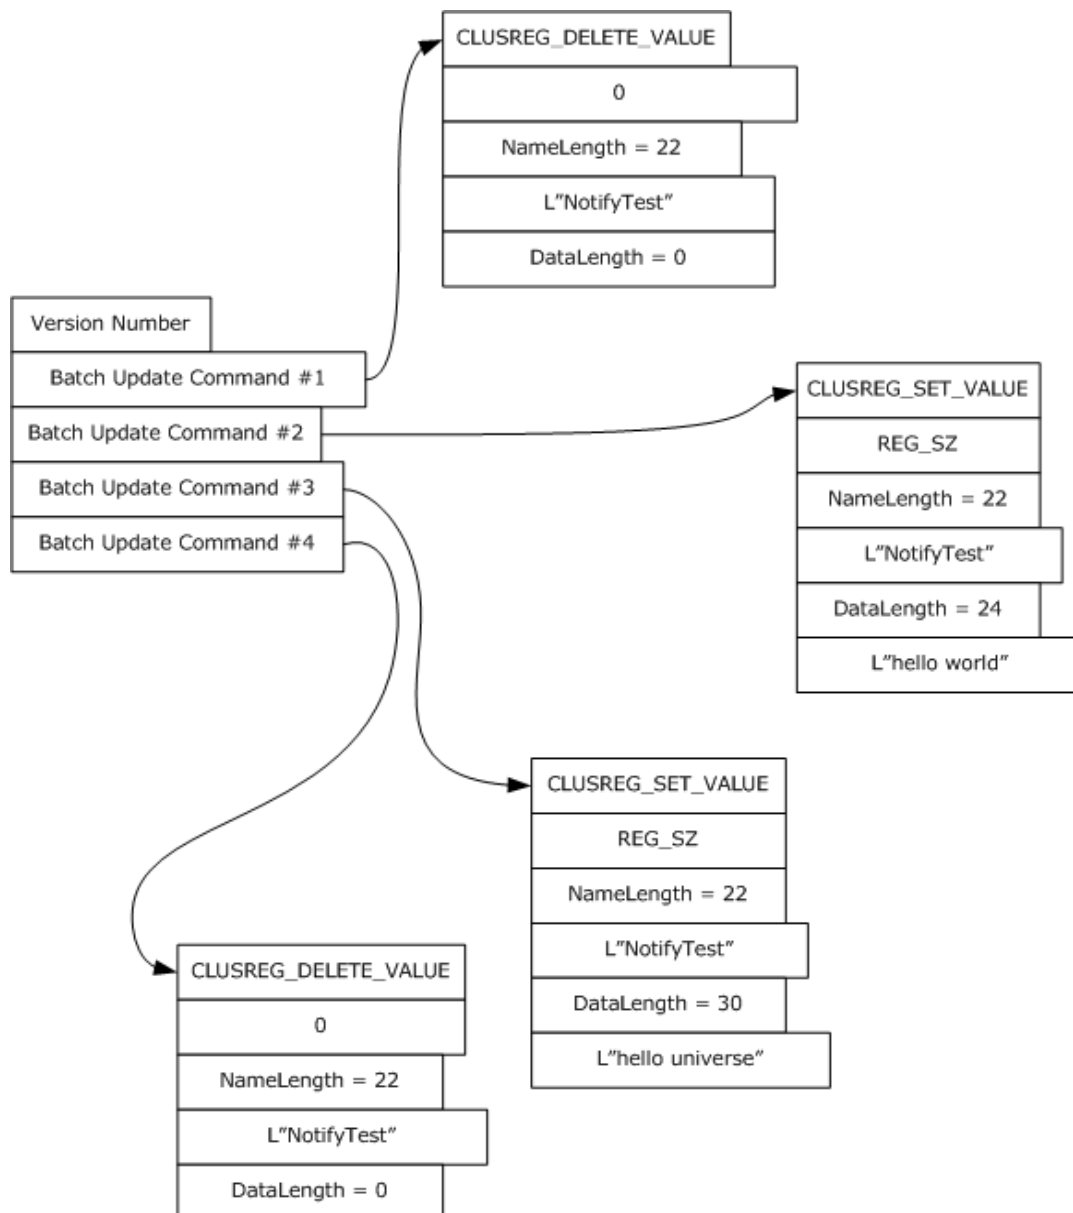 CLUSREG_DELETE_VALUE
0
NameLength = 22
L”NotifyTest”
DataLength = 0
Version Number
Batch Update Command #1
Batch Update Command #2
Batch Update Command #3
Batch Update Command #4
CLUSREG_SET_VALUE
REG_SZ
NameLength = 22
L”NotifyTest”
DataLength = 24
L”hello world”
CLUSREG_SET_VALUE
REG_SZ
NameLength = 22
L”NotifyTest”
DataLength = 30
L”hello universe”
CLUSREG_DELETE_VALUE
0
NameLength = 22
L”NotifyTest”
DataLength = 0